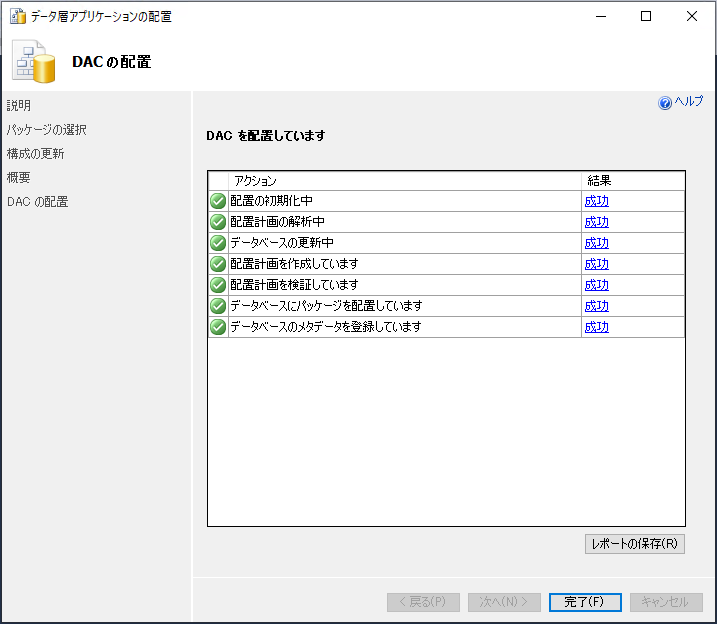 データ層アプリケーションの配置
DAC の配置
説明
パッケージの選択
構成の更新
概要
DAC の配置
ヘルプ
DAC を配置しています
アクション 結果
配置の初期化中 成功
配置計画の解析中 成功
データベースの更新中 成功
配置計画を作成しています 成功
配置計画を検証しています 成功
データベースにパッケージを配置しています 成功
データベースのメタデータを登録しています 成功
レポートの保存(R)
< 戻る(P) 次へ(N) > 完了(F) キャンセル